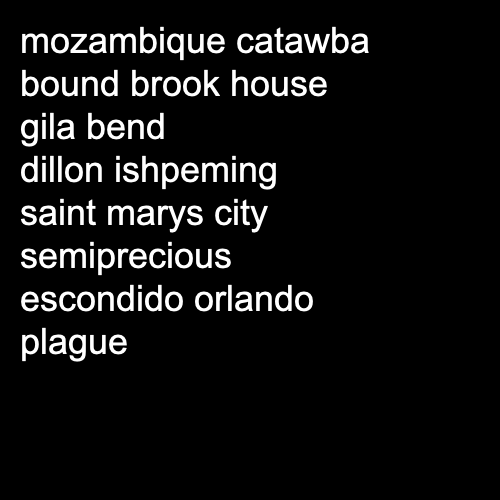 mozambique catawba
bound brook house
gila bend
dillon ishpeming
saint marys city
semiprecious
escondido orlando
plague